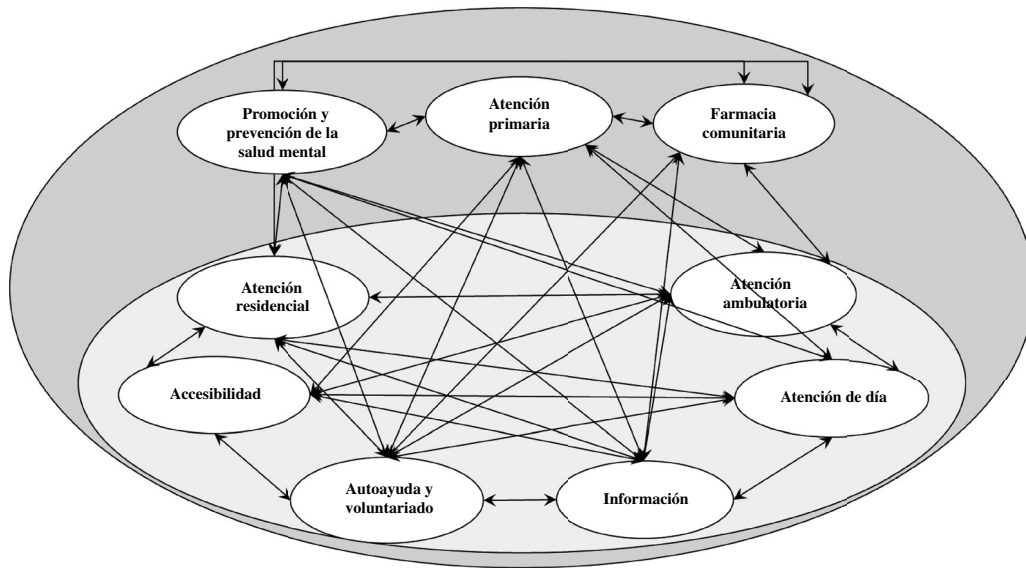 Promoción y
prevención de la
salud mental
Atención
primaria
Farmacia
comunitaria
Atención
residencial
Atención
ambulatoria
Accesibilidad
Atención de día
Autoayuda y
voluntariado
Información